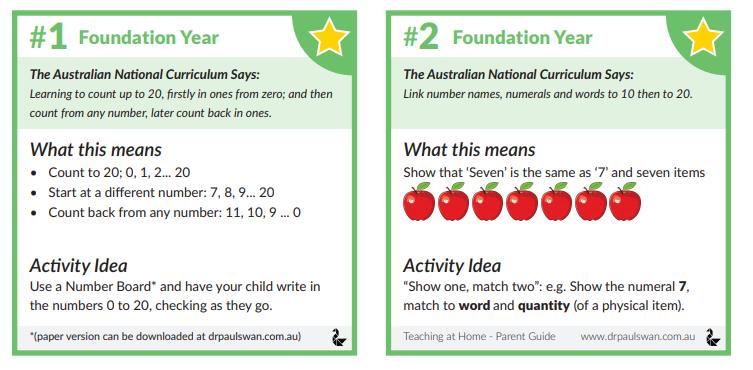 #1 Foundation Year
The Australian National Curriculum Says:
Learning to count up to 20, firstly in ones from zero; and then
count from any number, later count back in ones.
What this means
• Count to 20; 0, 1, 2... 20
• Start at a different number: 7, 8, 9... 20
• Count back from any number: 11, 10, 9 ... 0
Activity Idea
Use a Number Board* and have your child write in
the numbers 0 to 20, checking as they go.
*(paper version can be downloaded at drpaulswan.com.au)
#2 Foundation Year
The Australian National Curriculum Says:
Link number names, numerals and words to 10 then to 20.
What this means
Show that ‘Seven’ is the same as ‘7’ and seven items
Activity Idea
“Show one, match two”: e.g. Show the numeral 7,
match to word and quantity (of a physical item).
Teaching at Home - Parent Guide www.drpaulswan.com.au